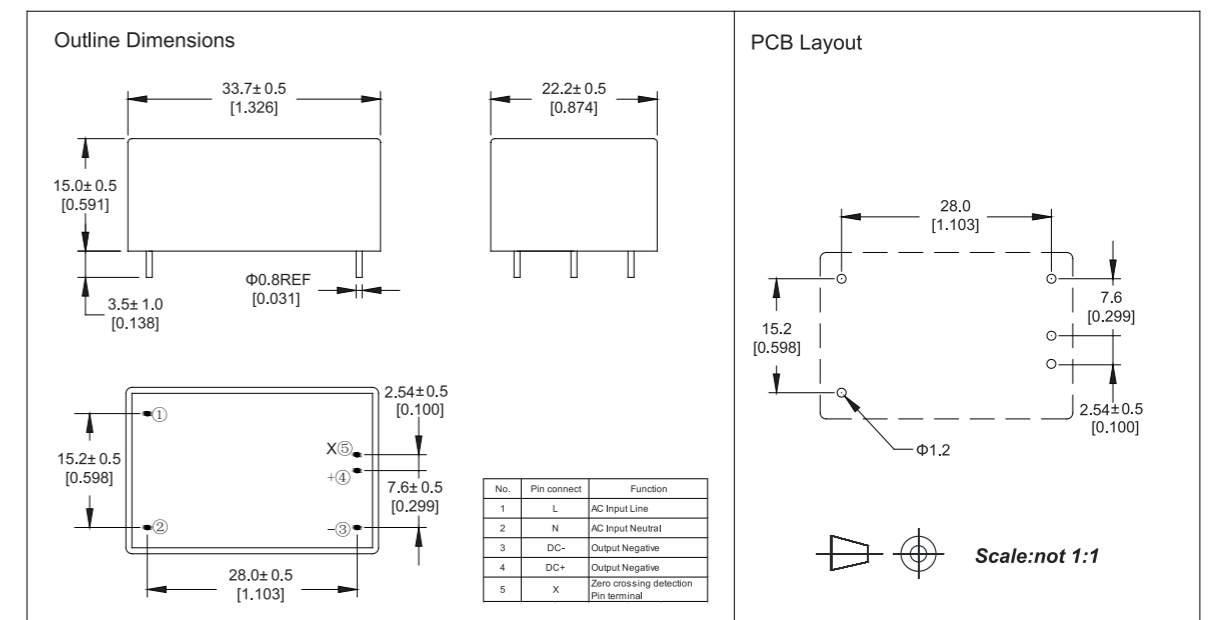 Outline Dimensions
33.7± 0.5
[1.326]
22.2± 0.5
[0.874]
15.0± 0.5
[0.591]
3.5± 1.0
[0.138]
Φ0.8REF
[0.031]
①
②
X⑤
+④
-③
2.54±0.5
[0.100]
15.2± 0.5
[0.598]
7.6± 0.5
[0.299]
28.0± 0.5
[1.103]
No. Pin connect Function
1 L AC Input Line
2 N AC Input Neutral
3 DC- Output Negative
4 DC+ Output Negative
5 X Zero crossing detection
Pin terminal
PCB Layout
28.0
[1.103]
15.2
[0.598]
7.6
[0.299]
2.54±0.5
[0.100]
Φ1.2
Scale:not 1:1